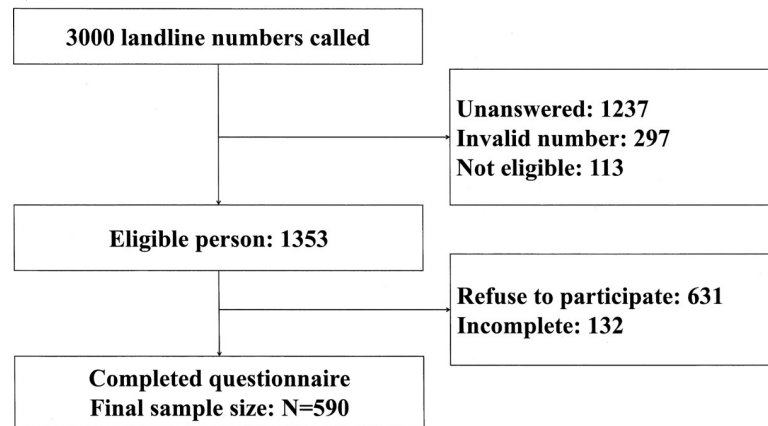 3000 landline numbers called
Unanswered: 1237
Invalid number: 297
Not eligible: 113
Eligible person: 1353
Refuse to participate: 631
Incomplete: 132
Completed questionnaire
Final sample size: N=590